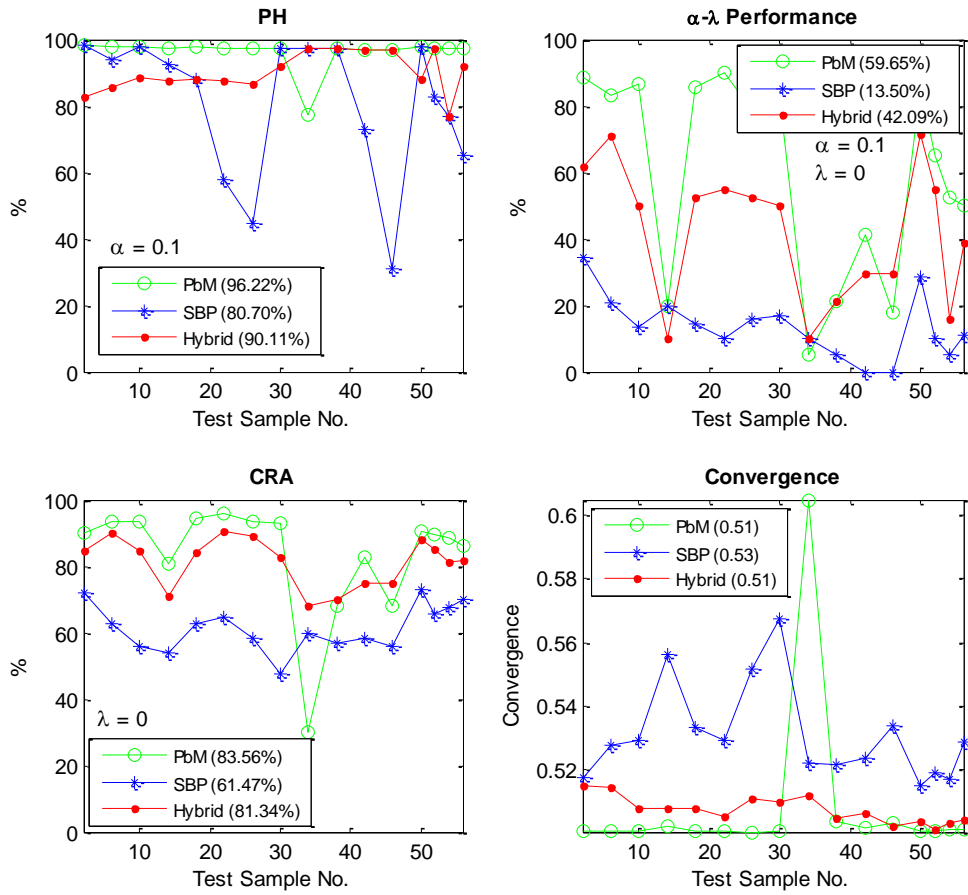 PH
100
80
60
40
20
0
%
α = 0.1
PbM (96.22%)
SBP (80.70%)
Hybrid (90.11%)
10 20 30 40 50
Test Sample No.
α-λ Performance
100
80
60
40
20
0
%
PbM (59.65%)
SBP (13.50%)
Hybrid (42.09%)
α = 0.1
λ = 0
10 20 30 40 50
Test Sample No.
CRA
100
80
60
40
20
0
%
λ = 0
PbM (83.56%)
SBP (61.47%)
Hybrid (81.34%)
10 20 30 40 50
Test Sample No.
Convergence
0.6
0.58
0.56
0.54
0.52
Convergence
PbM (0.51)
SBP (0.53)
Hybrid (0.51)
10 20 30 40 50
Test Sample No.